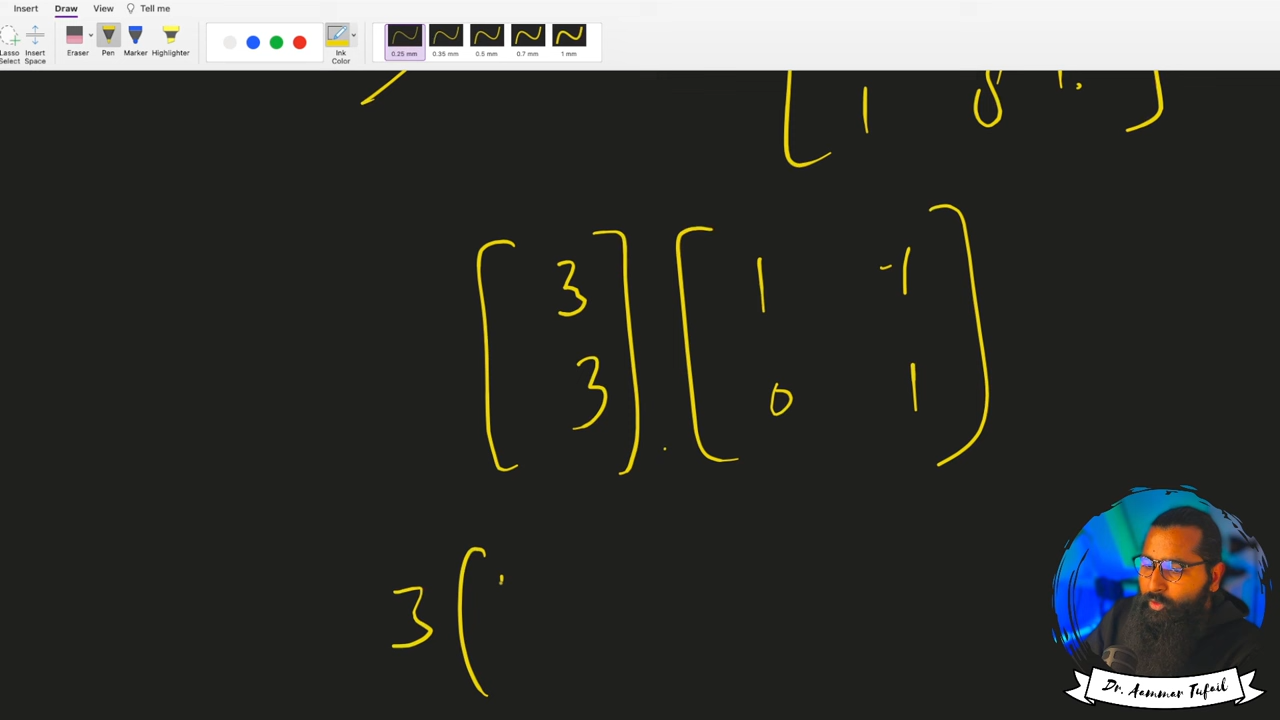 Insert Draw View Tell me
Lasso Select
Insert Space
Eraser
Pen
Marker
Highlighter
Ink Color
0.25 mm
0.35 mm
0.5 mm
0.7 mm
1 mm
1 8
[ 3 ] . [ 1 -1 ]
[ 3 ] [ 0 1 ]
3 (
Dr. Aammar Tufail